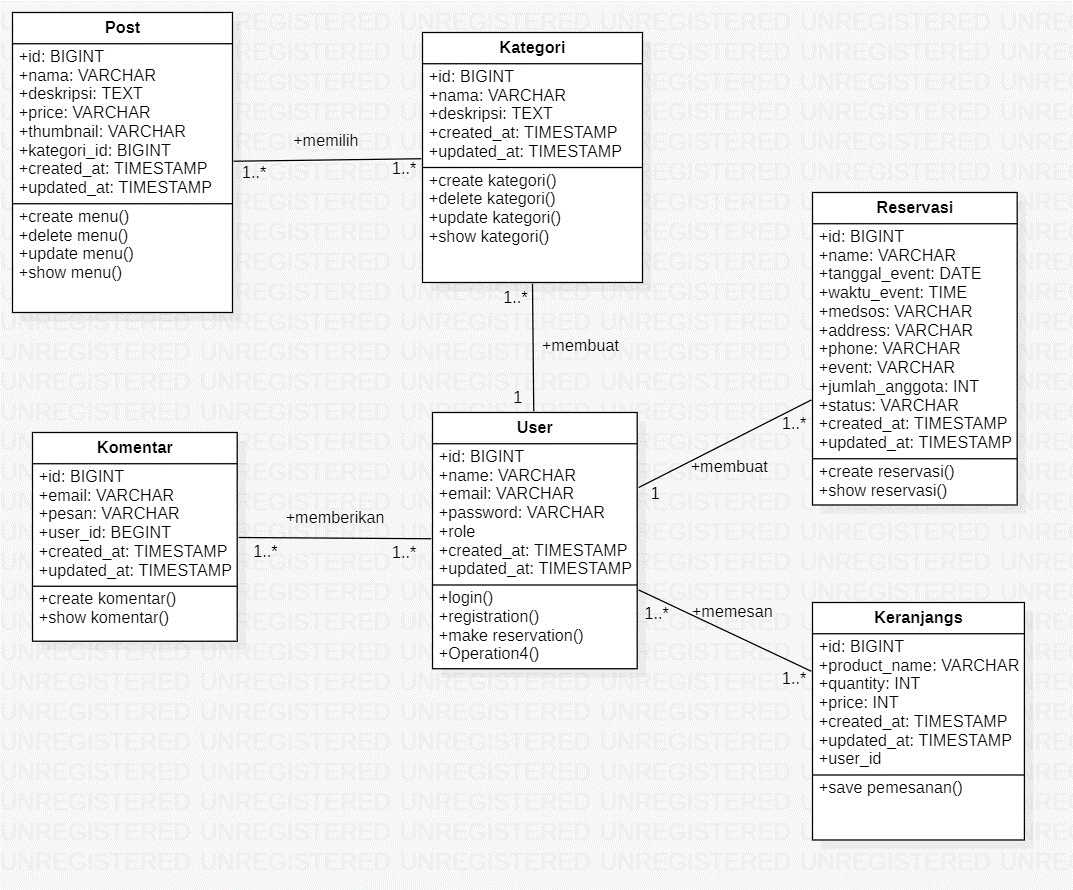 Post
+id: BIGINT
+nama: VARCHAR
+deskripsi: TEXT
+price: VARCHAR
+thumbnail: VARCHAR
+kategori_id: BIGINT
+created_at: TIMESTAMP
+updated_at: TIMESTAMP
+create menu()
+delete menu()
+update menu()
+show menu()
+memilih
1..*
1..*
Kategori
+id: BIGINT
+nama: VARCHAR
+deskripsi: TEXT
+created_at: TIMESTAMP
+updated_at: TIMESTAMP
+create kategori()
+delete kategori()
+update kategori()
+show kategori()
1..*
+membuat
1
Reservasi
+id: BIGINT
+name: VARCHAR
+tanggal_event: DATE
+waktu_event: TIME
+medsos: VARCHAR
+address: VARCHAR
+phone: VARCHAR
+event: VARCHAR
+jumlah_anggota: INT
+status: VARCHAR
+created_at: TIMESTAMP
+updated_at: TIMESTAMP
+create reservasi()
+show reservasi()
1..*
+membuat
1
Komentar
+id: BIGINT
+email: VARCHAR
+pesan: VARCHAR
+user_id: BEGINT
+created_at: TIMESTAMP
+updated_at: TIMESTAMP
+create komentar()
+show komentar()
+memberikan
1..*
1..*
User
+id: BIGINT
+name: VARCHAR
+email: VARCHAR
+password: VARCHAR
+role
+created_at: TIMESTAMP
+updated_at: TIMESTAMP
+login()
+registration()
+make reservation()
+Operation4()
1..*
+memesan
1..*
Keranjangs
+id: BIGINT
+product_name: VARCHAR
+quantity: INT
+price: INT
+created_at: TIMESTAMP
+updated_at: TIMESTAMP
+user_id
+save pemesanan()
UNREGISTERED